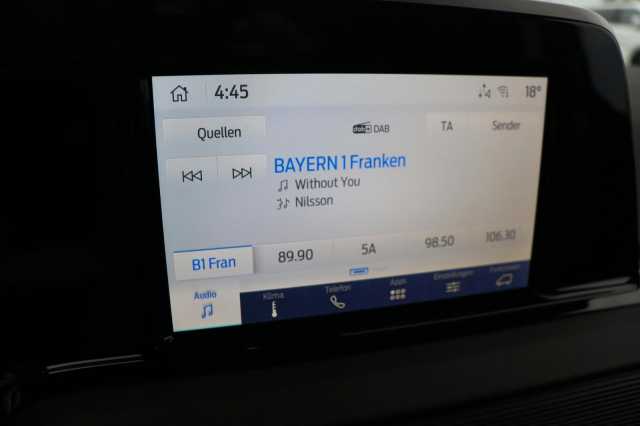 4:45
18°
Quellen
dab+ DAB
TA
Sender
BAYERN 1 Franken
Without You
Nilsson
B1 Fran
89.90
5A
98.50
106.30
Audio
Klima
Telefon
Apps
Einstellungen